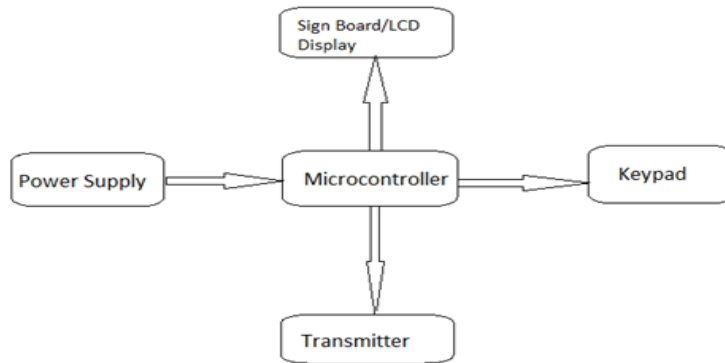 Sign Board/LCD
Display
Power Supply
Microcontroller
Keypad
Transmitter